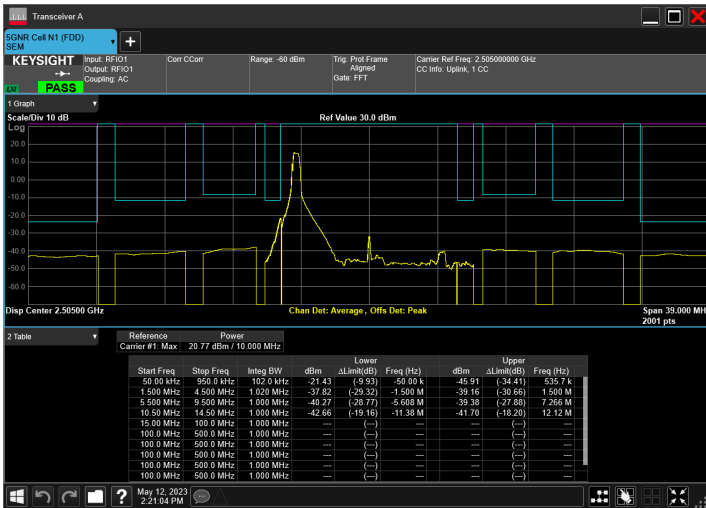 Transceiver A
5GNR Cell N1 (FDD)
SEM
KEYSIGHT
Input: RFIO1
Output: RFIO1
Coupling: AC
Corr CCorr
Range: -60 dBm
Trig: Prot Frame
Aligned
Gate: FFT
Carrier Ref Freq: 2.505000000 GHz
CC Info: Uplink, 1 CC
LXI
PASS
1 Graph
Scale/Div 10 dB
Ref Value 30.0 dBm
Log
20.0
10.0
0.00
-10.0
-20.0
-30.0
-40.0
-50.0
-60.0
Disp Center 2.50500 GHz
Chan Det: Average, Offs Det: Peak
Span 39.000 MH
2001 pts
2 Table
Reference Power
Carrier #1: Max 20.77 dBm / 10.000 MHz
Lower Upper
Start Freq Stop Freq Integ BW dBm ΔLimit(dB) Freq (Hz) dBm ΔLimit(dB) Freq (Hz)
50.00 kHz 950.0 kHz 102.0 kHz -21.43 (-9.93) -50.00 k -45.91 (-34.41) 535.7 k
1.500 MHz 4.500 MHz 1.020 MHz -37.82 (-29.32) -1.500 M -39.16 (-30.66) 1.500 M
5.500 MHz 9.500 MHz 1.000 MHz -40.27 (-28.77) -5.608 M -39.38 (-27.88) 7.266 M
10.50 MHz 14.50 MHz 1.000 MHz -42.66 (-19.16) -11.38 M -41.70 (-18.20) 12.12 M
15.00 MHz 100.0 MHz 1.000 MHz --- (---) --- --- (---) ---
100.0 MHz 500.0 MHz 1.000 MHz --- (---) --- --- (---) ---
100.0 MHz 500.0 MHz 1.000 MHz --- (---) --- --- (---) ---
100.0 MHz 500.0 MHz 1.000 MHz --- (---) --- --- (---) ---
100.0 MHz 500.0 MHz 1.000 MHz --- (---) --- --- (---) ---
100.0 MHz 500.0 MHz 1.000 MHz --- (---) --- --- (---) ---
?
May 12, 2023
2:21:04 PM